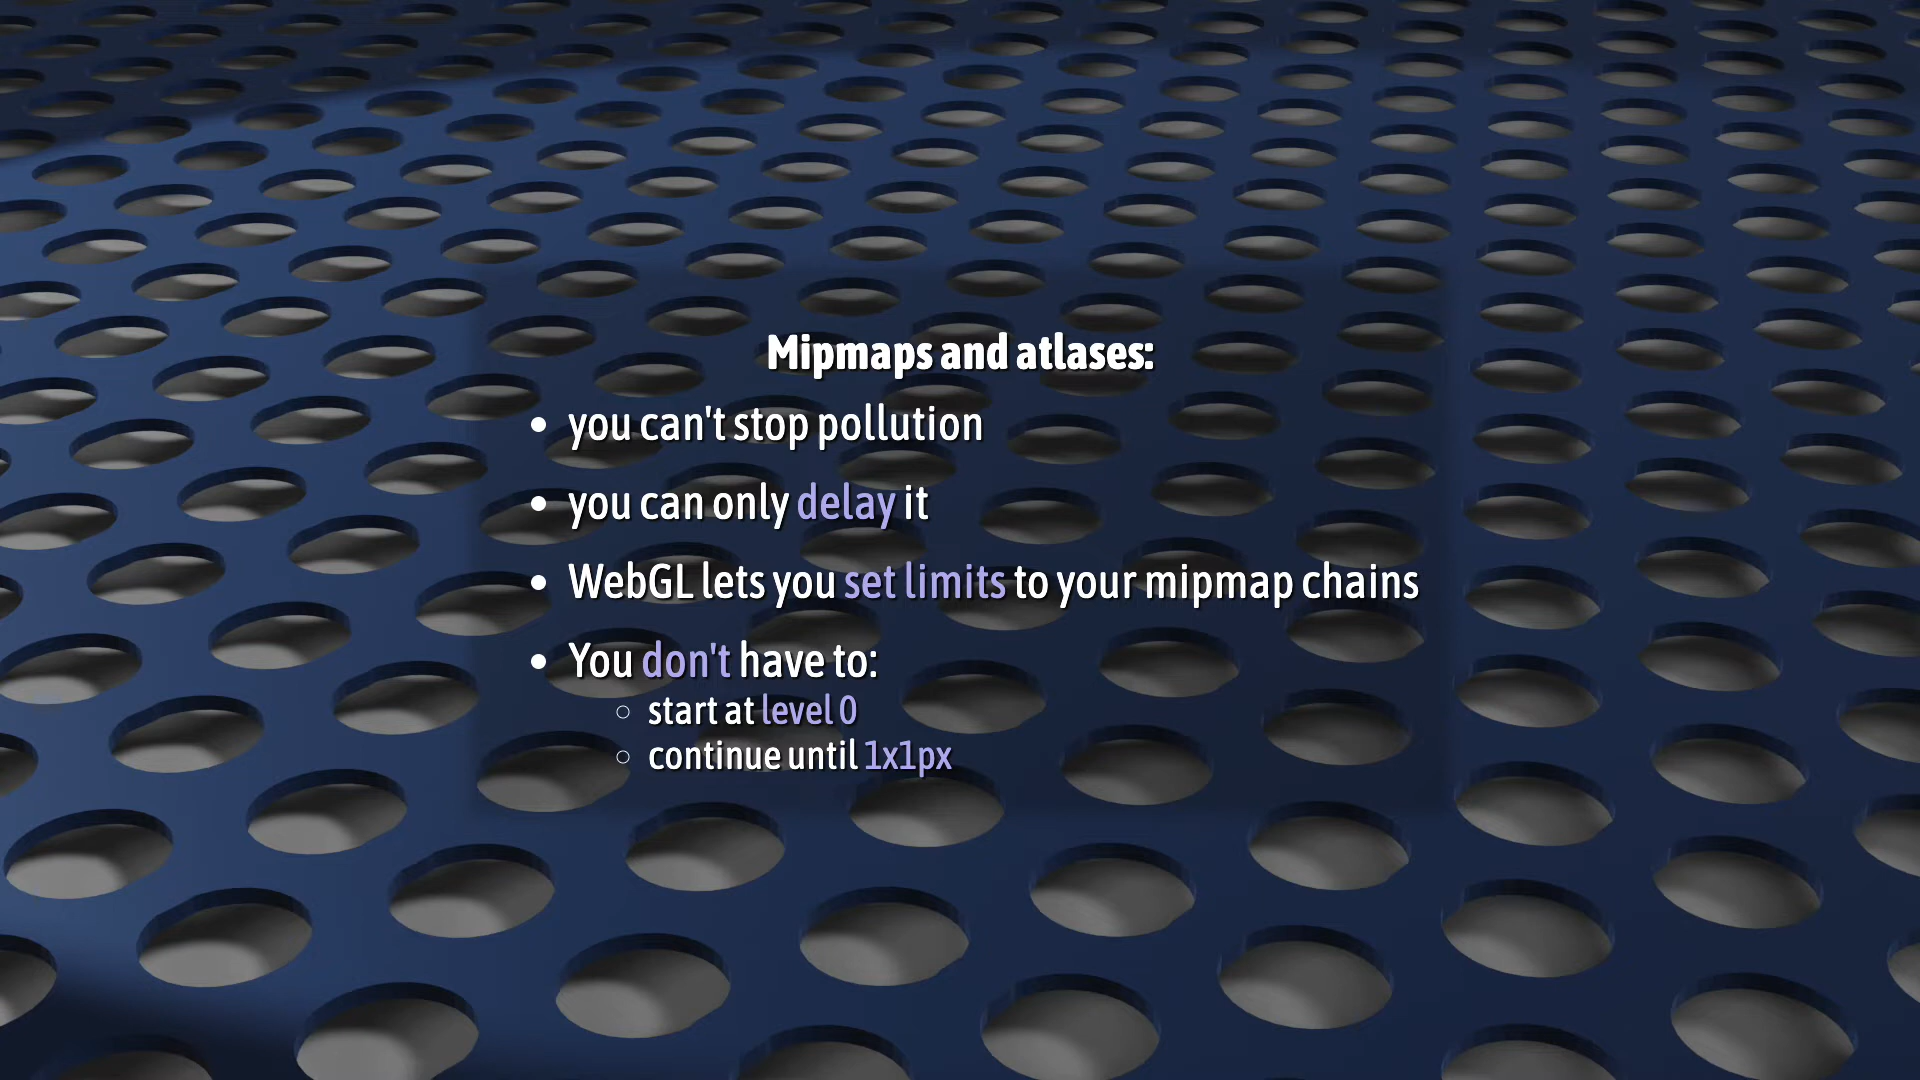 Mipmaps and atlases:
you can't stop pollution
you can only delay it
WebGL lets you set limits to your mipmap chains
You don't have to:
start at level 0
continue until 1x1px